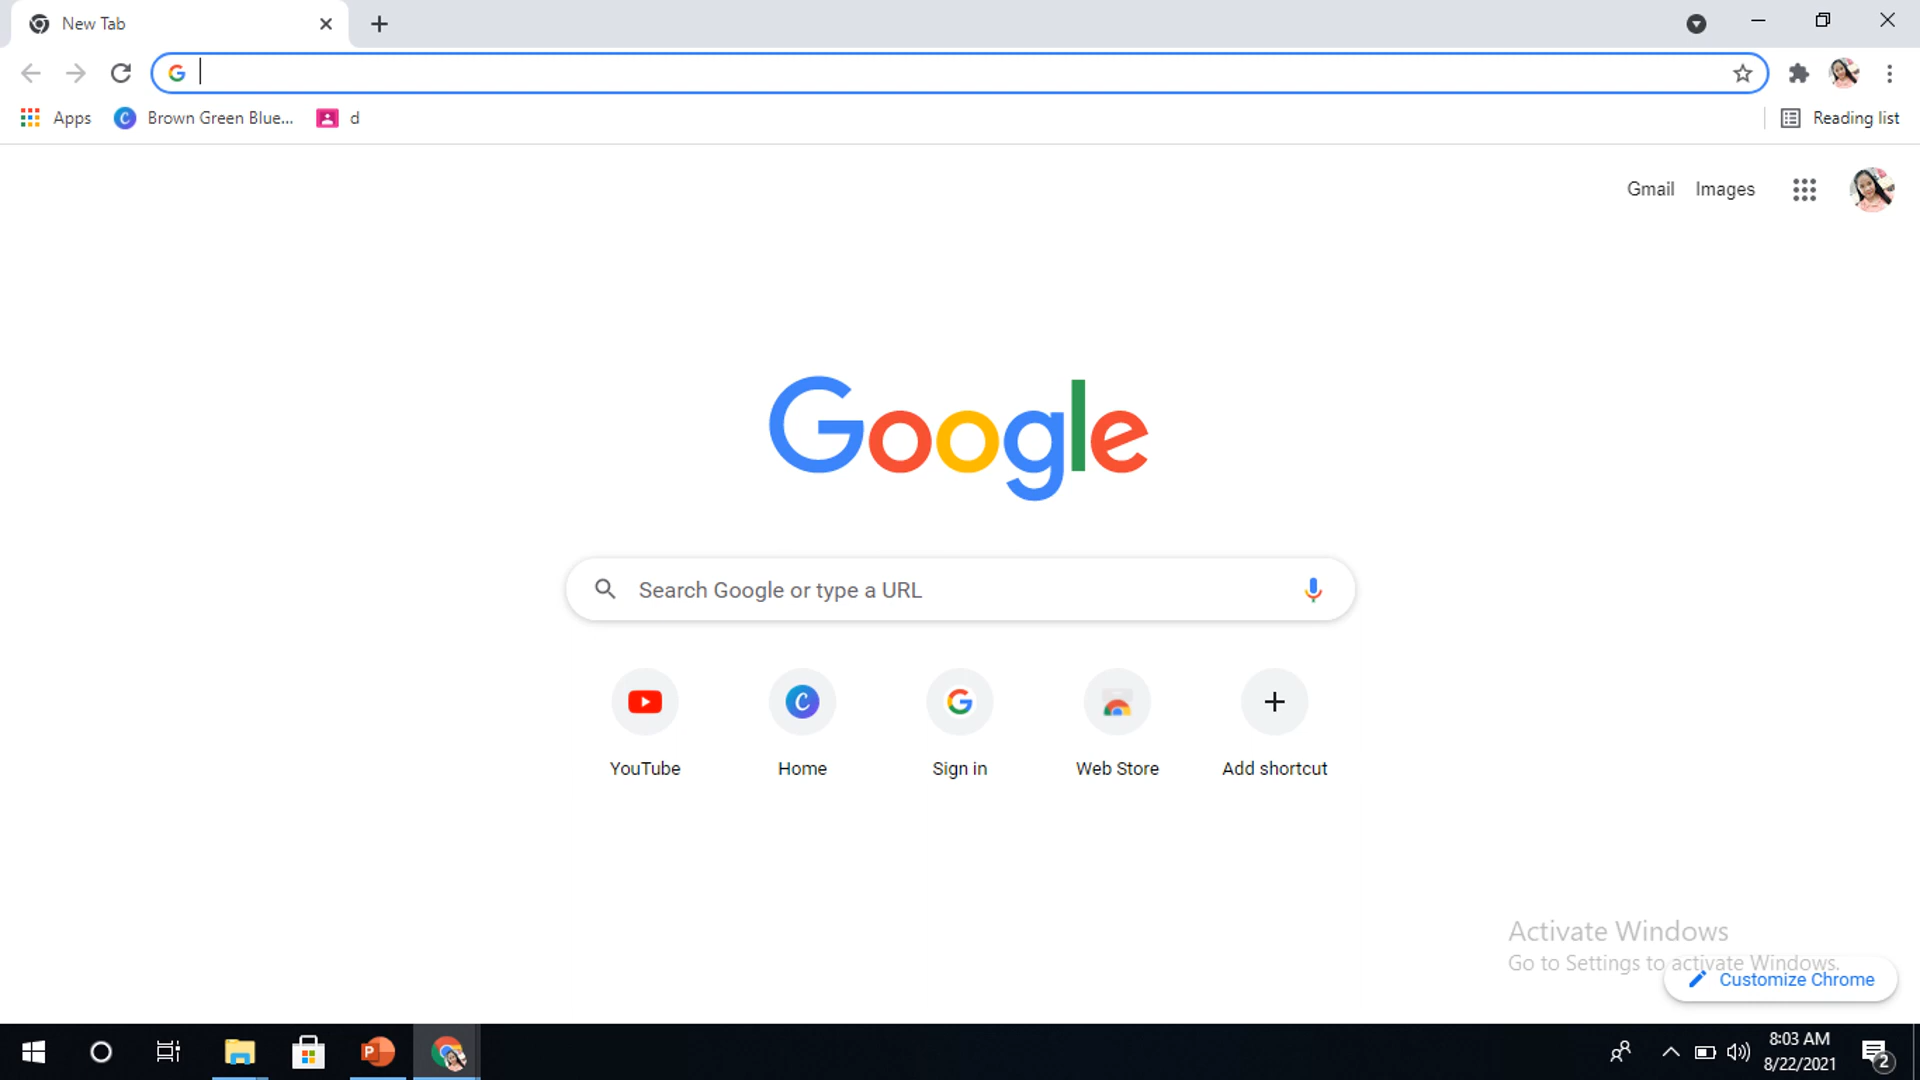 New Tab
Apps
Brown Green Blue...
d
Reading list
Gmail
Images
Google
Search Google or type a URL
YouTube
Home
Sign in
Web Store
Add shortcut
Activate Windows
Go to Settings to activate Windows.
Customize Chrome
8:03 AM
8/22/2021
2